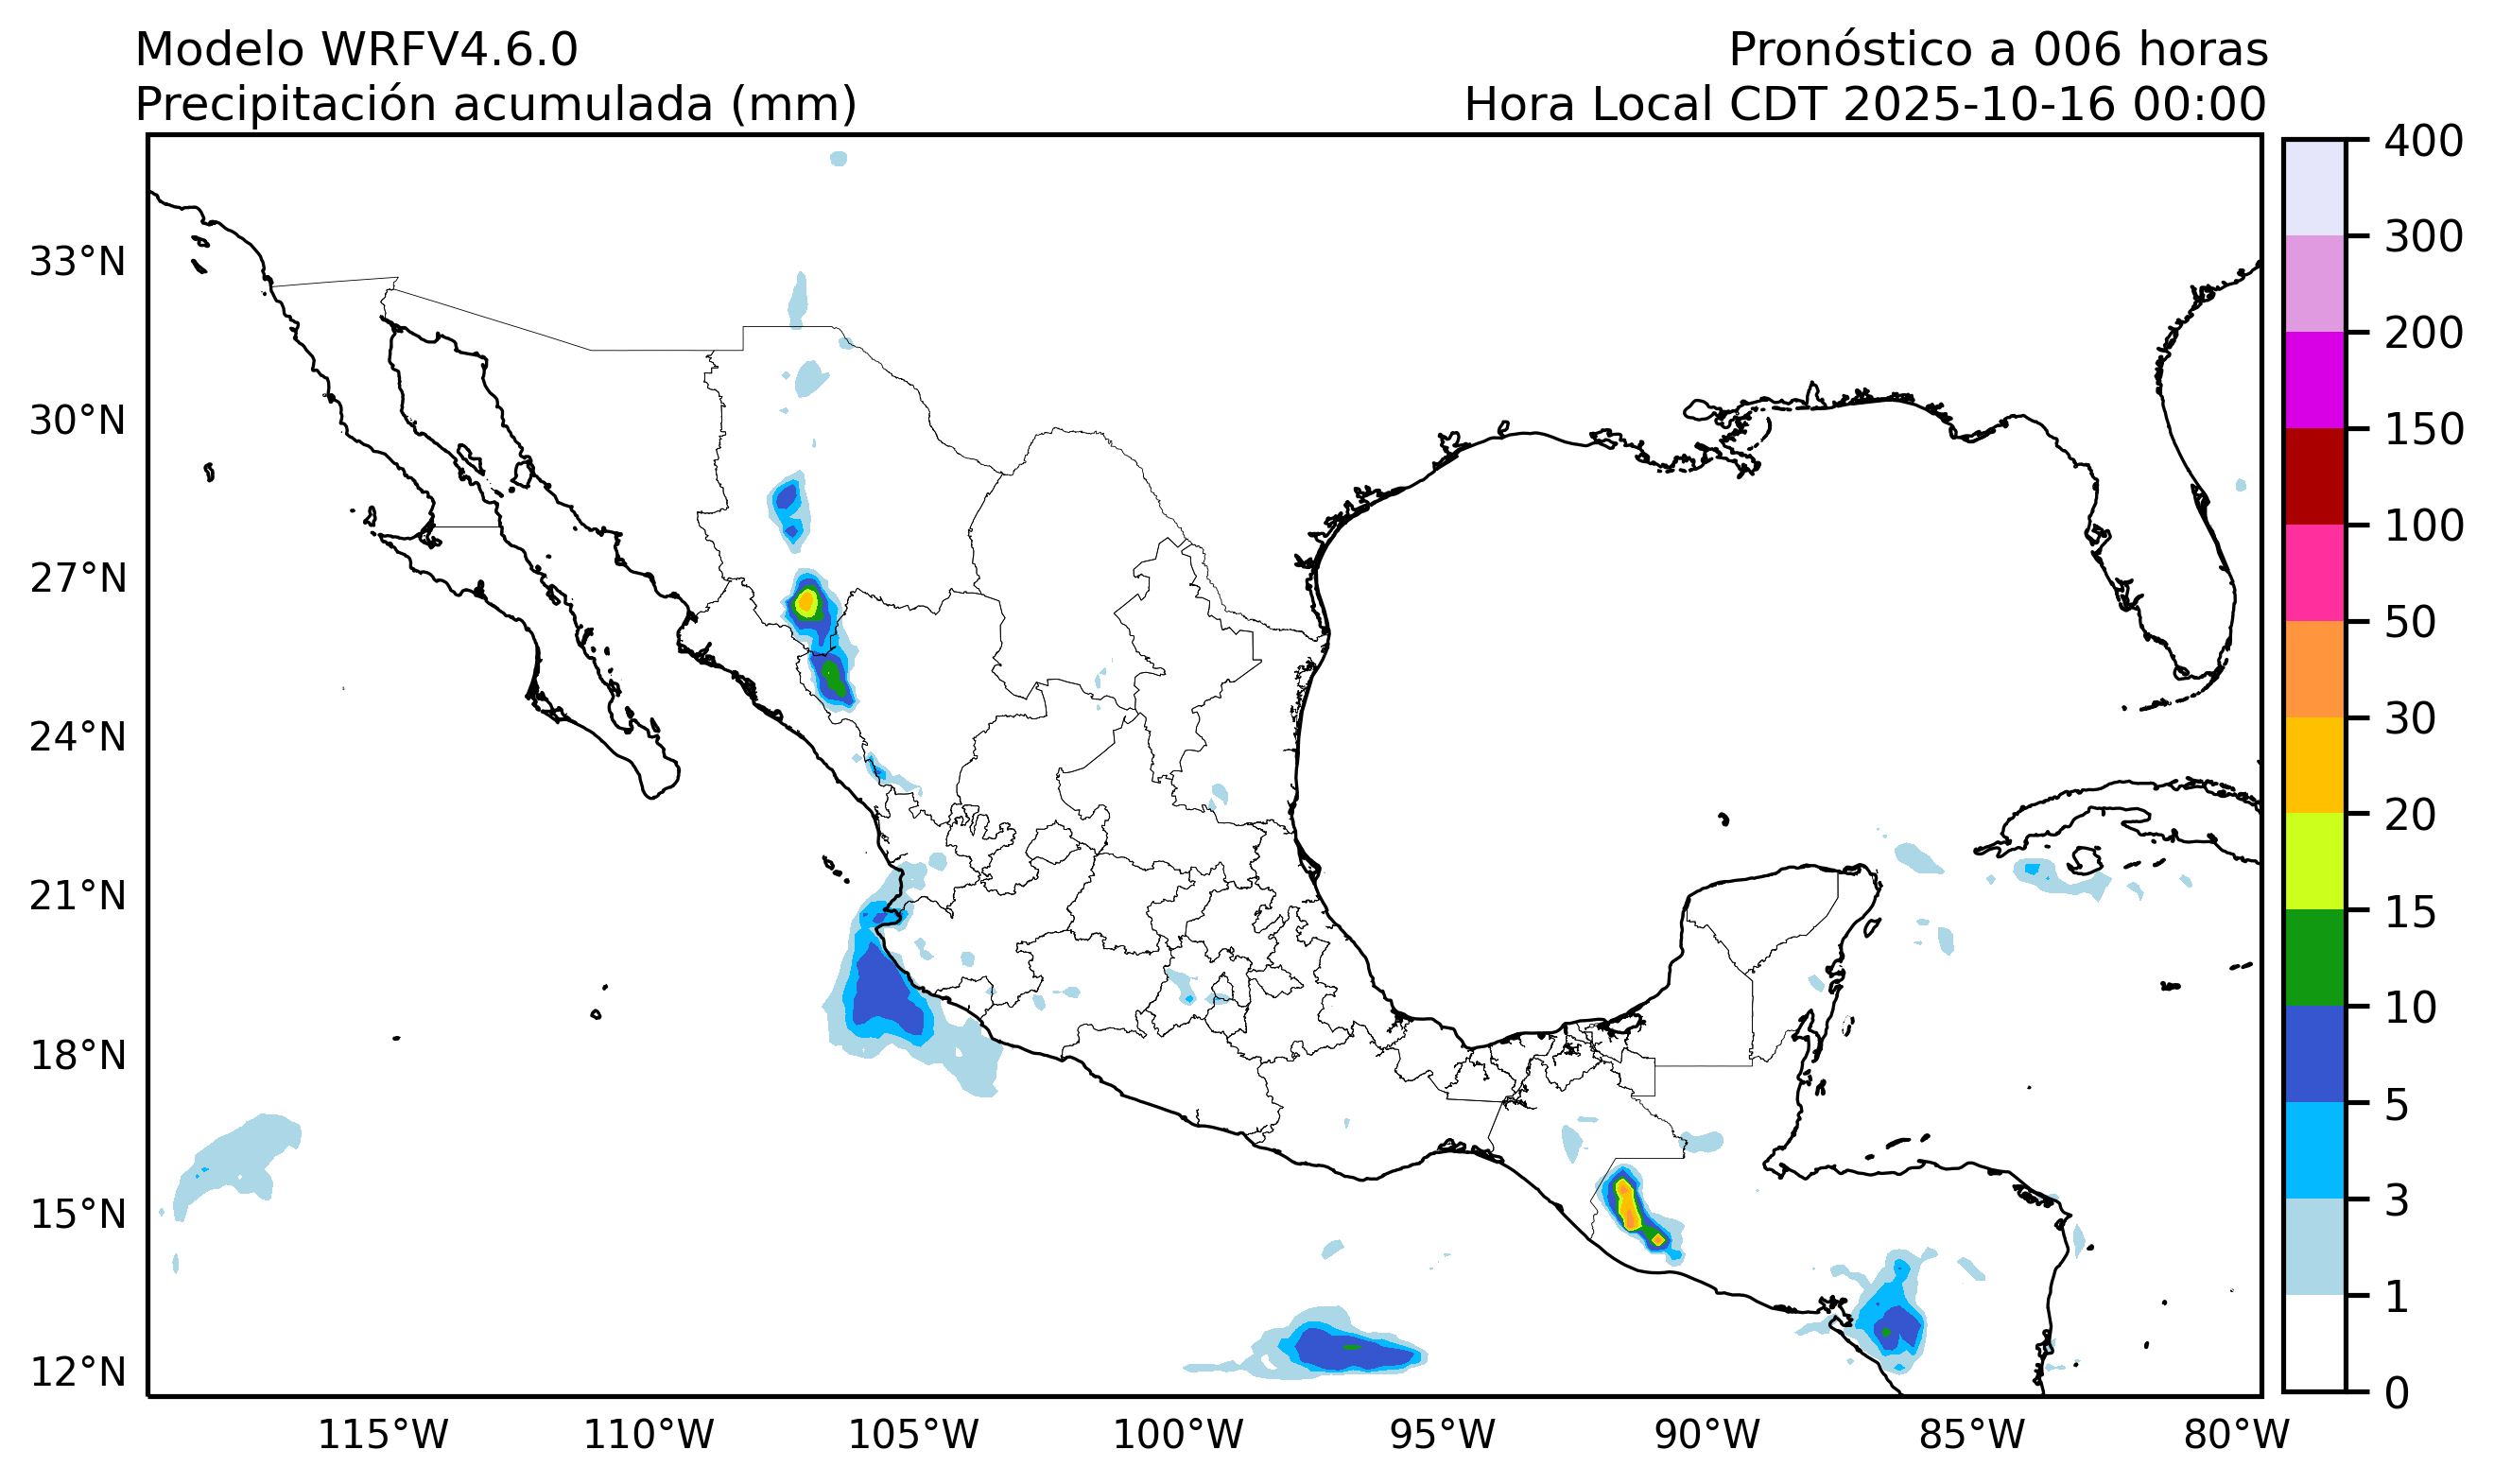 Modelo WRFV4.6.0
Pronóstico a 006 horas
Precipitación acumulada (mm)
Hora Local CDT 2025-10-16 00:00
33°N
30°N
27°N
24°N
21°N
18°N
15°N
12°N
115°W
110°W
105°W
100°W
95°W
90°W
85°W
80°W
400
300
200
150
100
50
30
20
15
10
5
3
1
0